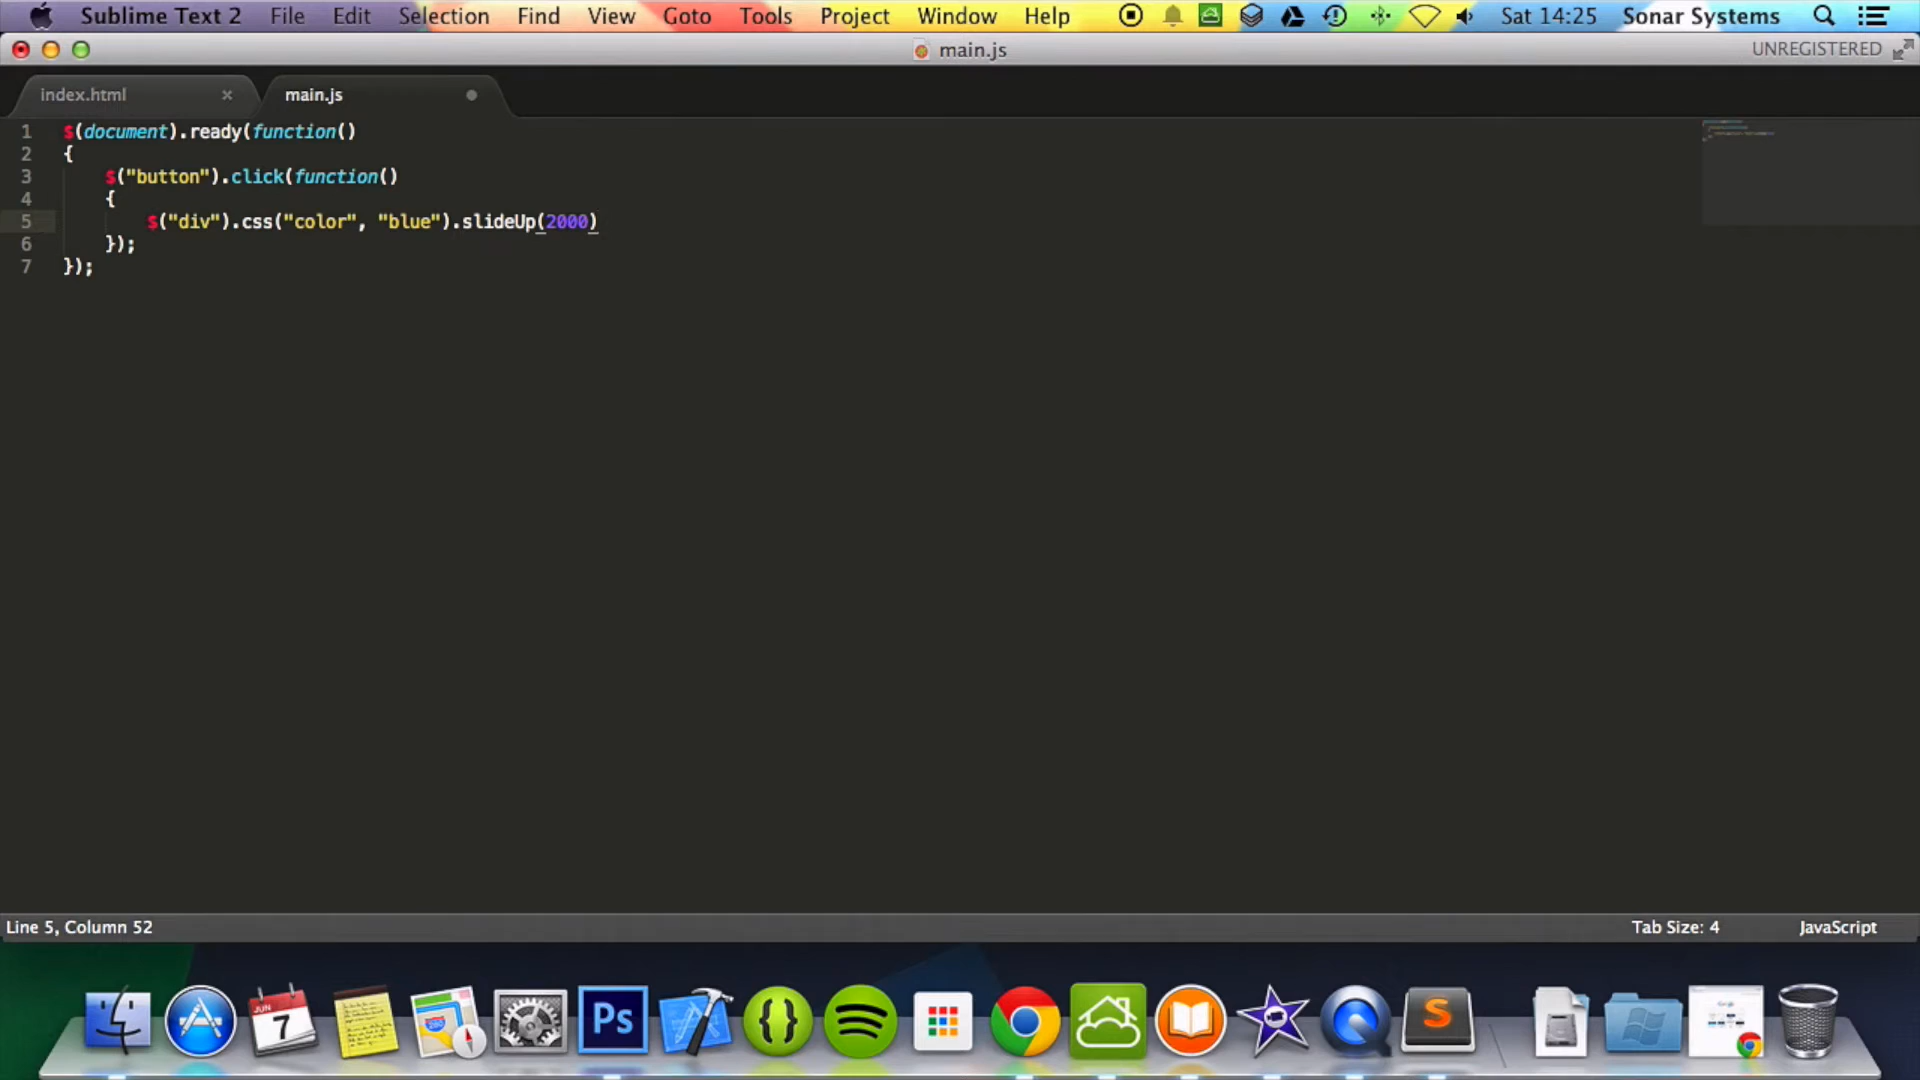 Sublime Text 2 File Edit Selection Find View Goto Tools Project Window Help Sat 14:25 Sonar Systems
main.js UNREGISTERED
index.html × main.js
1 $(document).ready(function()
2 {
3 $("button").click(function()
4 {
5 $("div").css("color", "blue").slideUp(2000)
6 });
7 });
Line 5, Column 52 Tab Size: 4 JavaScript
JUN
7
280
Ps
{}
S